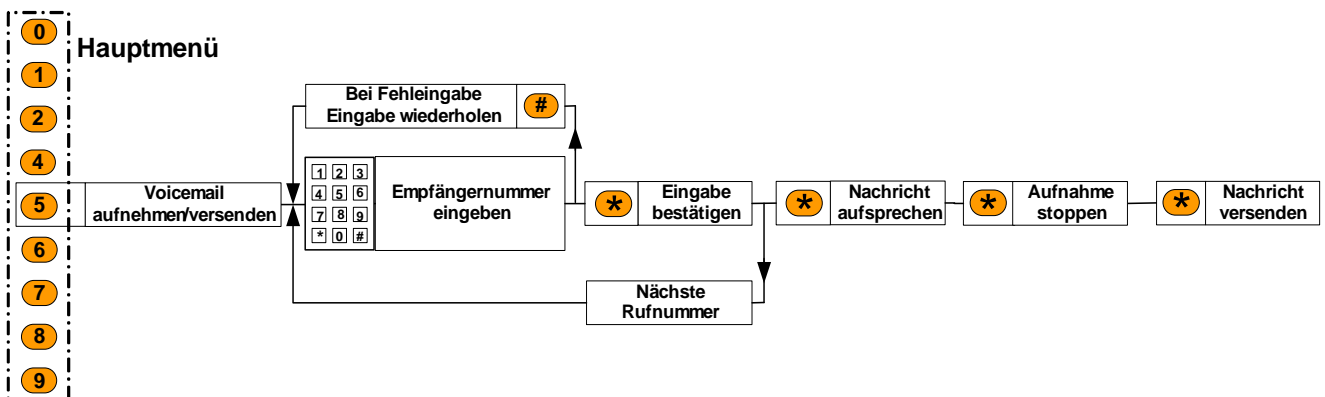 0
Hauptmenü
1
Bei Fehleingabe
Eingabe wiederholen
#
2
4
1 2 3
4 5 6
7 8 9
* 0 #
5
Voicemail
aufnehmen/versenden
Empfängernummer
eingeben
*
Eingabe
bestätigen
*
Nachricht
aufsprechen
*
Aufnahme
stoppen
*
Nachricht
versenden
6
7
Nächste
Rufnummer
8
9